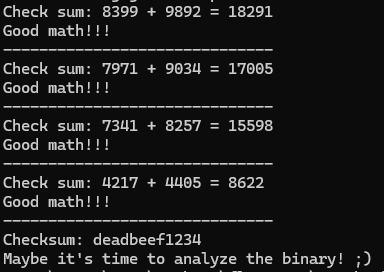 Check sum: 8399 + 9892 = 18291
Good math!!!
------------------------------
Check sum: 7971 + 9034 = 17005
Good math!!!
------------------------------
Check sum: 7341 + 8257 = 15598
Good math!!!
------------------------------
Check sum: 4217 + 4405 = 8622
Good math!!!
------------------------------
Checksum: deadbeef1234
Maybe it's time to analyze the binary! ;)